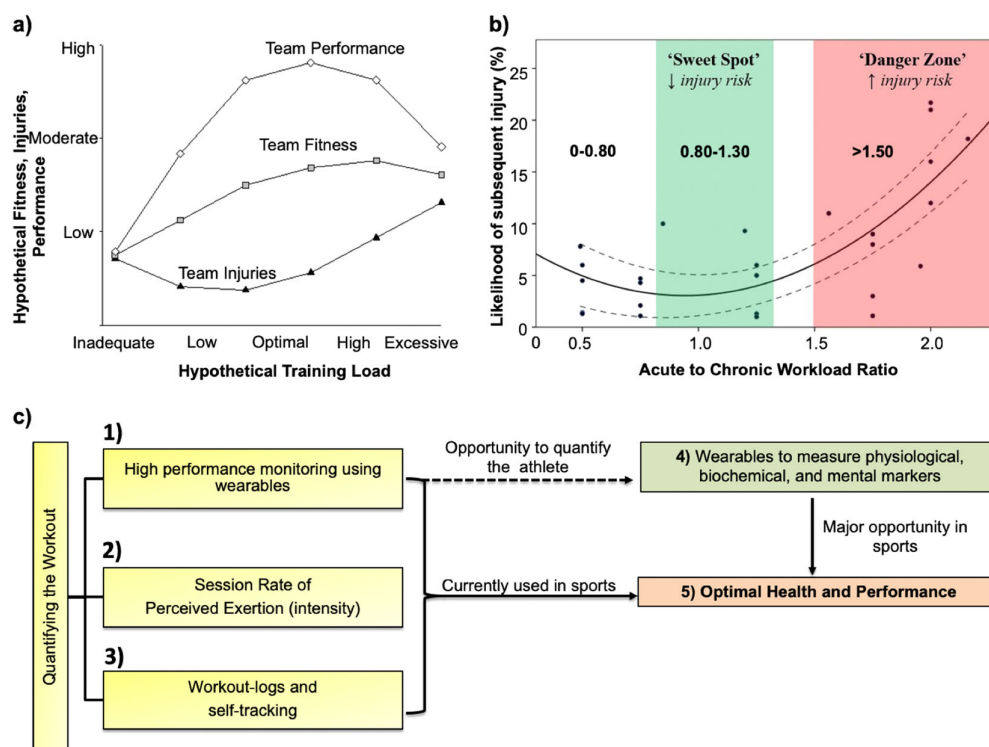 a)
High
Moderate
Low
Hypothetical Fitness, Injuries,
Performance
Team Performance
Team Fitness
Team Injuries
Inadequate
Low
Optimal
High
Excessive
Hypothetical Training Load
b)
Likelihood of subsequent injury (%)
25
20
15
10
5
0
'Sweet Spot'
↓ injury risk
'Danger Zone'
↑ injury risk
0-0.80
0.80-1.30
>1.50
0
0.5
1.0
1.5
2.0
Acute to Chronic Workload Ratio
c)
Quantifying the Workout
1)
High performance monitoring using
wearables
2)
Session Rate of
Perceived Exertion (intensity)
3)
Workout-logs and
self-tracking
Opportunity to quantify
the athlete
Currently used in sports
4) Wearables to measure physiological,
biochemical, and mental markers
Major opportunity in
sports
5) Optimal Health and Performance